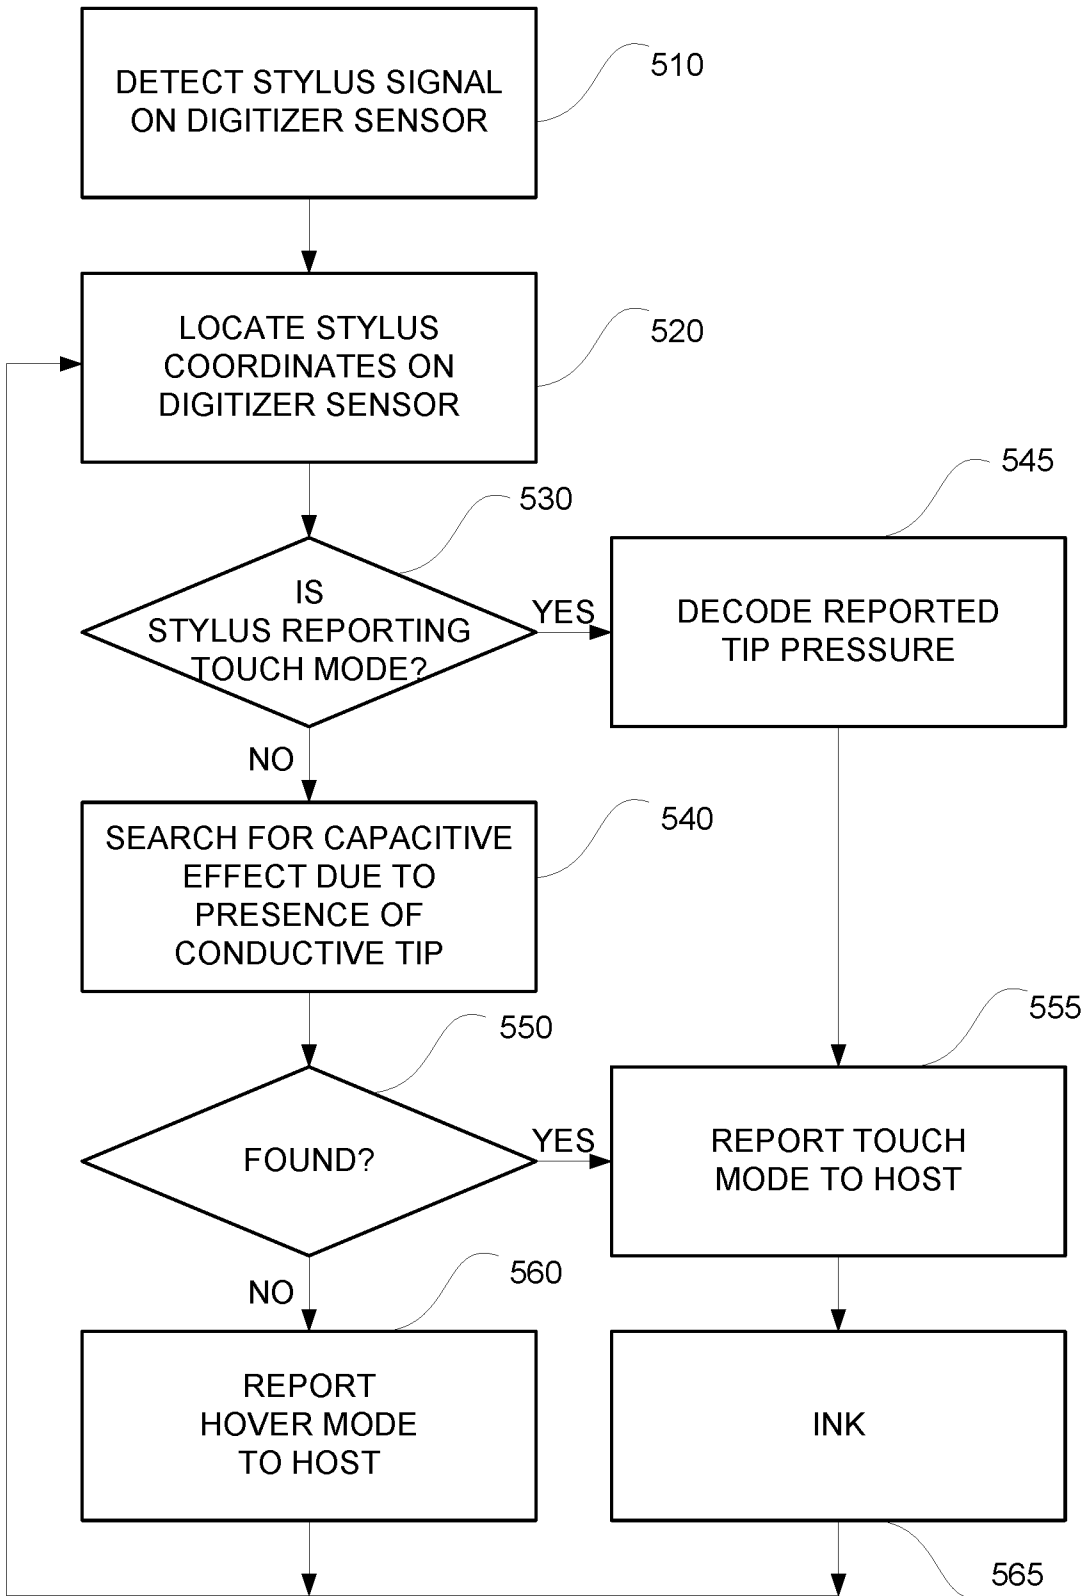 DETECT STYLUS SIGNAL
ON DIGITIZER SENSOR
510
LOCATE STYLUS
COORDINATES ON
DIGITIZER SENSOR
520
530
IS
STYLUS REPORTING
TOUCH MODE?
YES
NO
545
DECODE REPORTED
TIP PRESSURE
SEARCH FOR CAPACITIVE
EFFECT DUE TO
PRESENCE OF
CONDUCTIVE TIP
540
550
FOUND?
YES
NO
555
REPORT TOUCH
MODE TO HOST
560
REPORT
HOVER MODE
TO HOST
INK
565